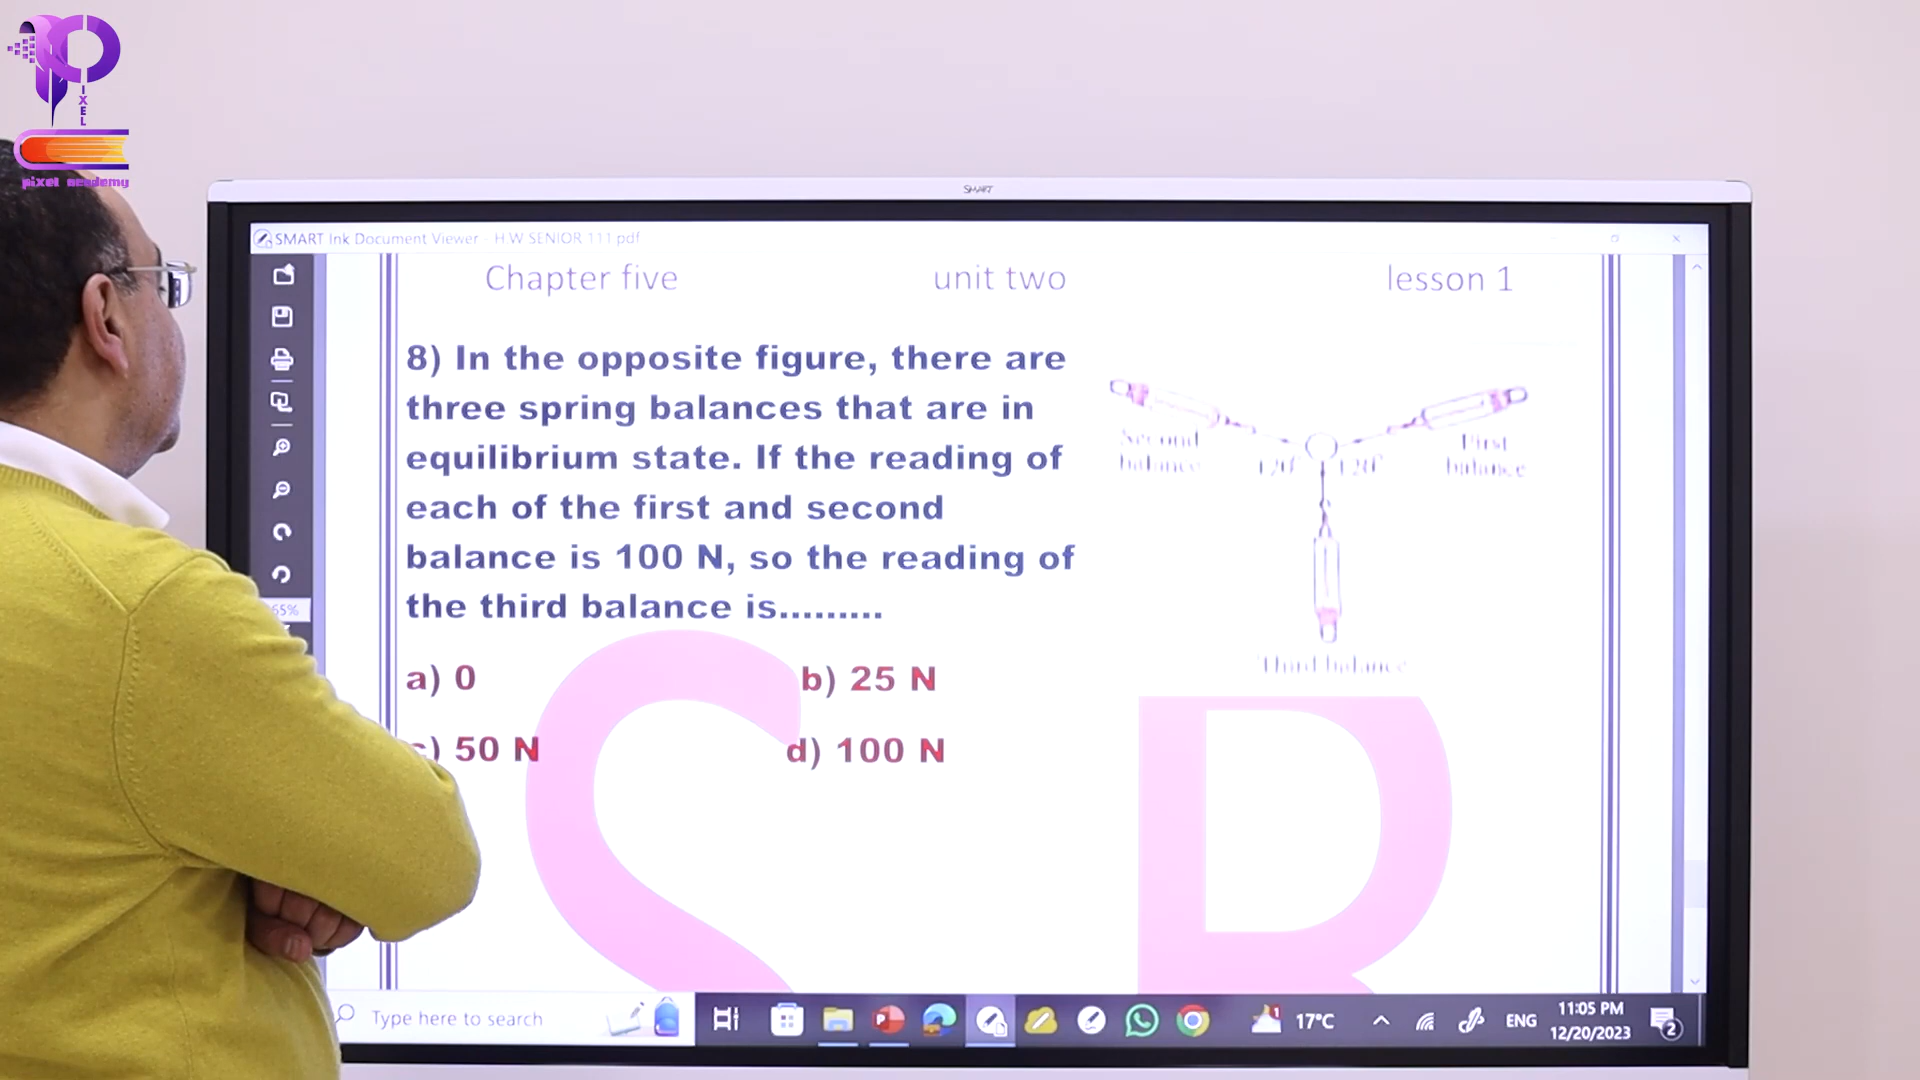 PIXEL
pixel academy
SMART
SMART Ink Document Viewer - H.W SENIOR 111 pdf
Chapter five unit two lesson 1
8) In the opposite figure, there are
three spring balances that are in
equilibrium state. If the reading of
each of the first and second
balance is 100 N, so the reading of
the third balance is.........
a) 0 b) 25 N
c) 50 N d) 100 N
Second
balance
120° 120°
First
balance
Third balance
S R
65%
Type here to search
1
17°C
ENG
11:05 PM
12/20/2023
2